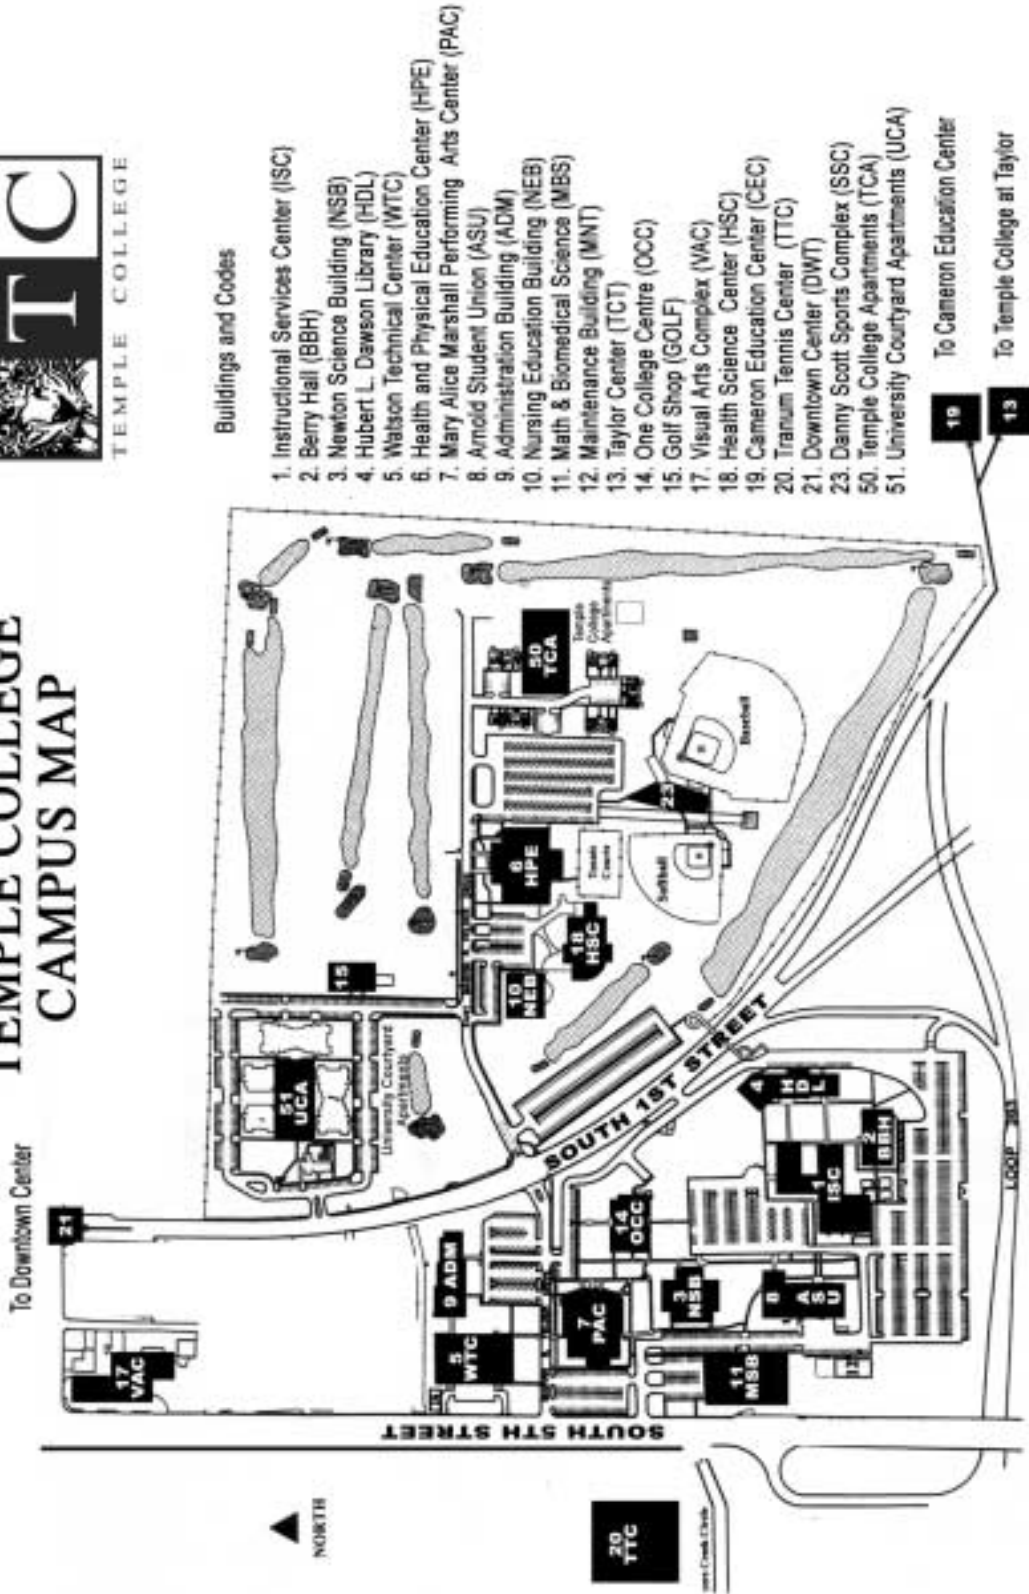 TEMPLE COLLEGE
CAMPUS MAP
T C
TEMPLE COLLEGE
Buildings and Codes
1. Instructional Services Center (ISC)
2. Berry Hall (BBH)
3. Newton Science Building (NSB)
4. Hubert L. Dawson Library (HDL)
5. Watson Technical Center (WTC)
6. Health and Physical Education Center (HPE)
7. Mary Alice Marshall Performing Arts Center (PAC)
8. Arnold Student Union (ASU)
9. Administration Building (ADM)
10. Nursing Education Building (NEB)
11. Math & Biomedical Science (MBS)
12. Maintenance Building (MNT)
13. Taylor Center (TCT)
14. One College Centre (OCC)
15. Golf Shop (GOLF)
17. Visual Arts Complex (VAC)
18. Health Science Center (HSC)
19. Cameron Education Center (CEC)
20. Tranum Tennis Center (TTC)
21. Downtown Center (DWT)
23. Danny Scott Sports Complex (SSC)
50. Temple College Apartments (TCA)
51. University Courtyard Apartments (UCA)
To Downtown Center
21
17
VAC
51
UCA
University Courtyard
Apartments
15
50
TCA
Temple
College
Apartments
9 ADM
5
WTC
10
NEB
18
HSC
6
HPE
Tennis
Courts
23
Softball
Baseball
7
PAC
14
OCC
3
NSB
8
ASU
11
MSB
12
1
ISC
2
BBH
4
HDL
SOUTH 1ST STREET
SOUTH 5TH STREET
LOOP 363
19
To Cameron Education Center
13
To Temple College at Taylor
NORTH
20
TTC